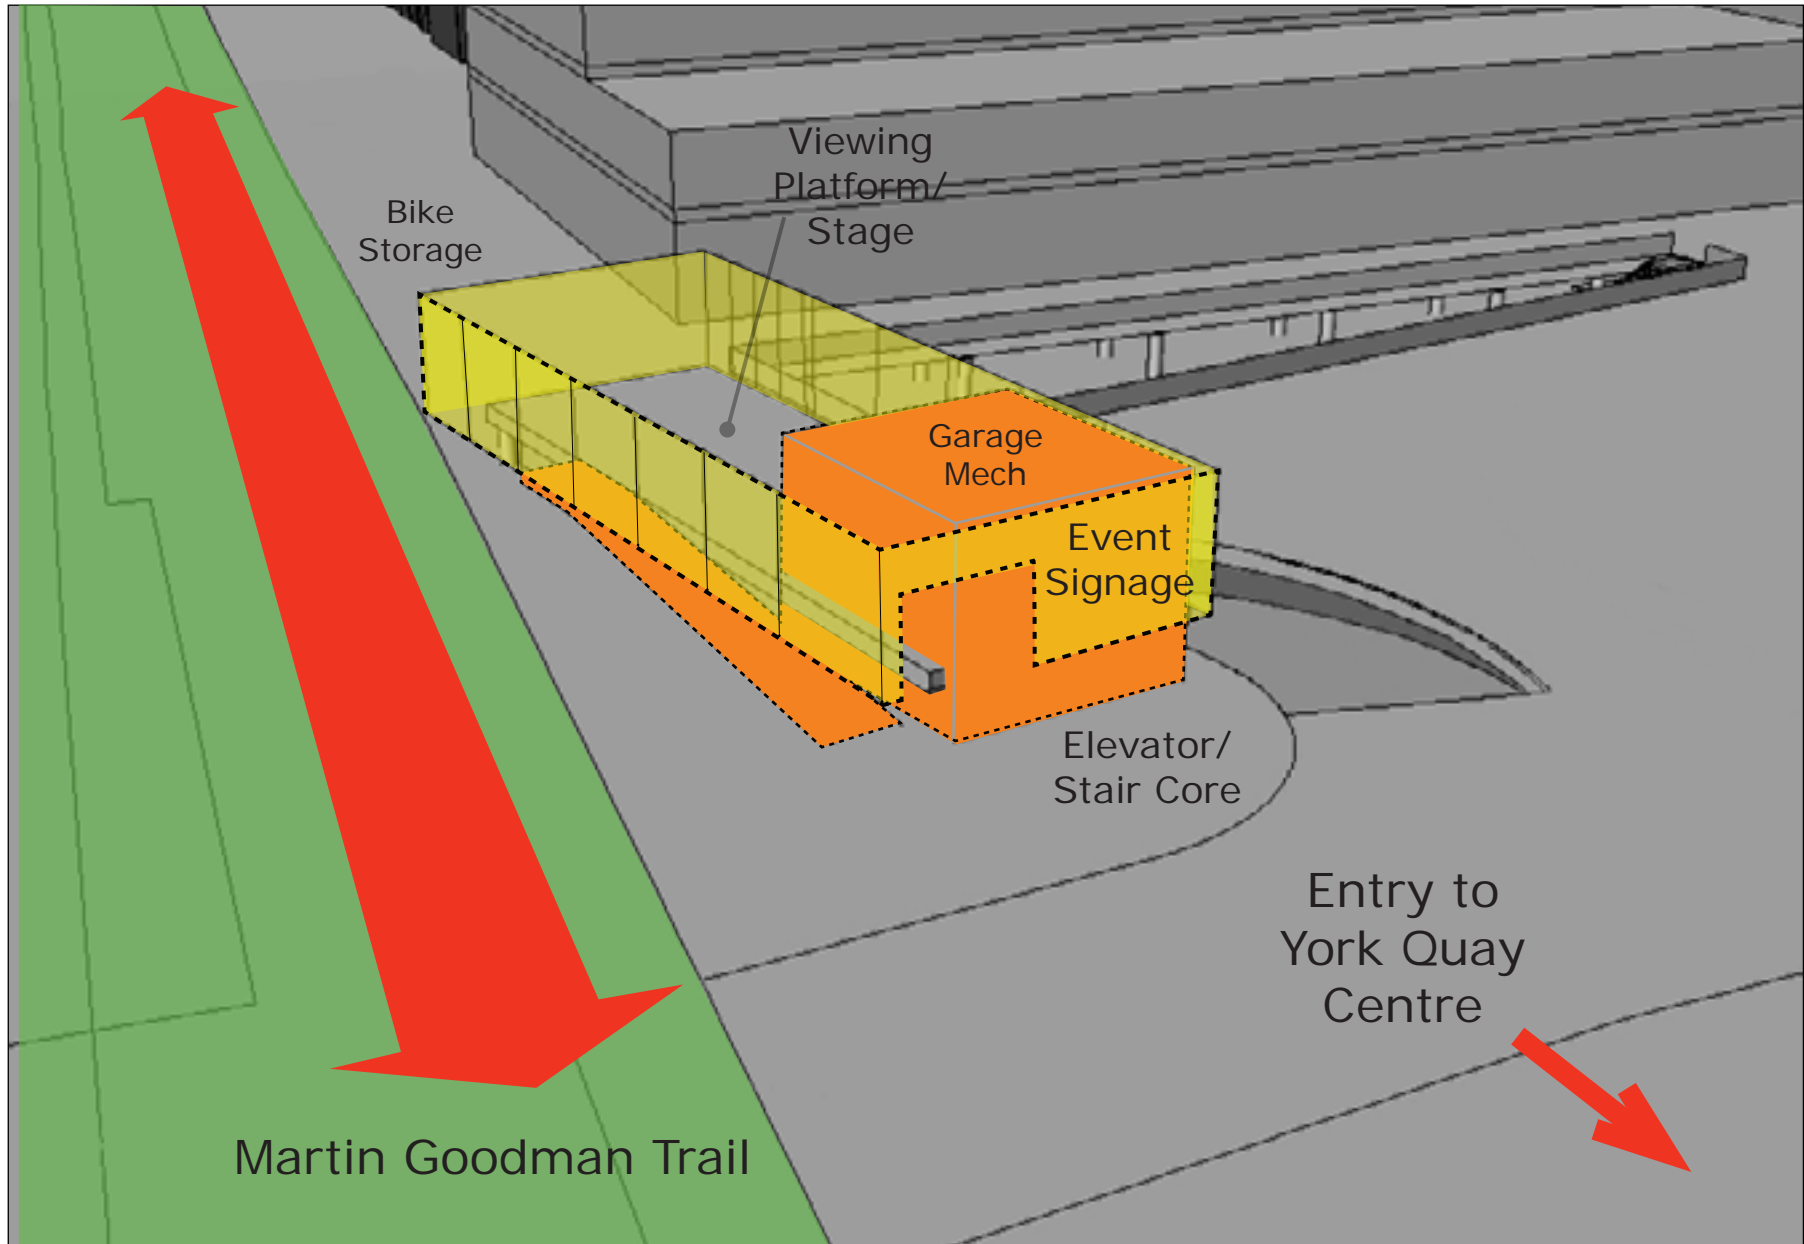 Viewing
Platform/
Stage
Bike
Storage
Garage
Mech
Event
Signage
Elevator/
Stair Core
Entry to
York Quay
Centre
Martin Goodman Trail